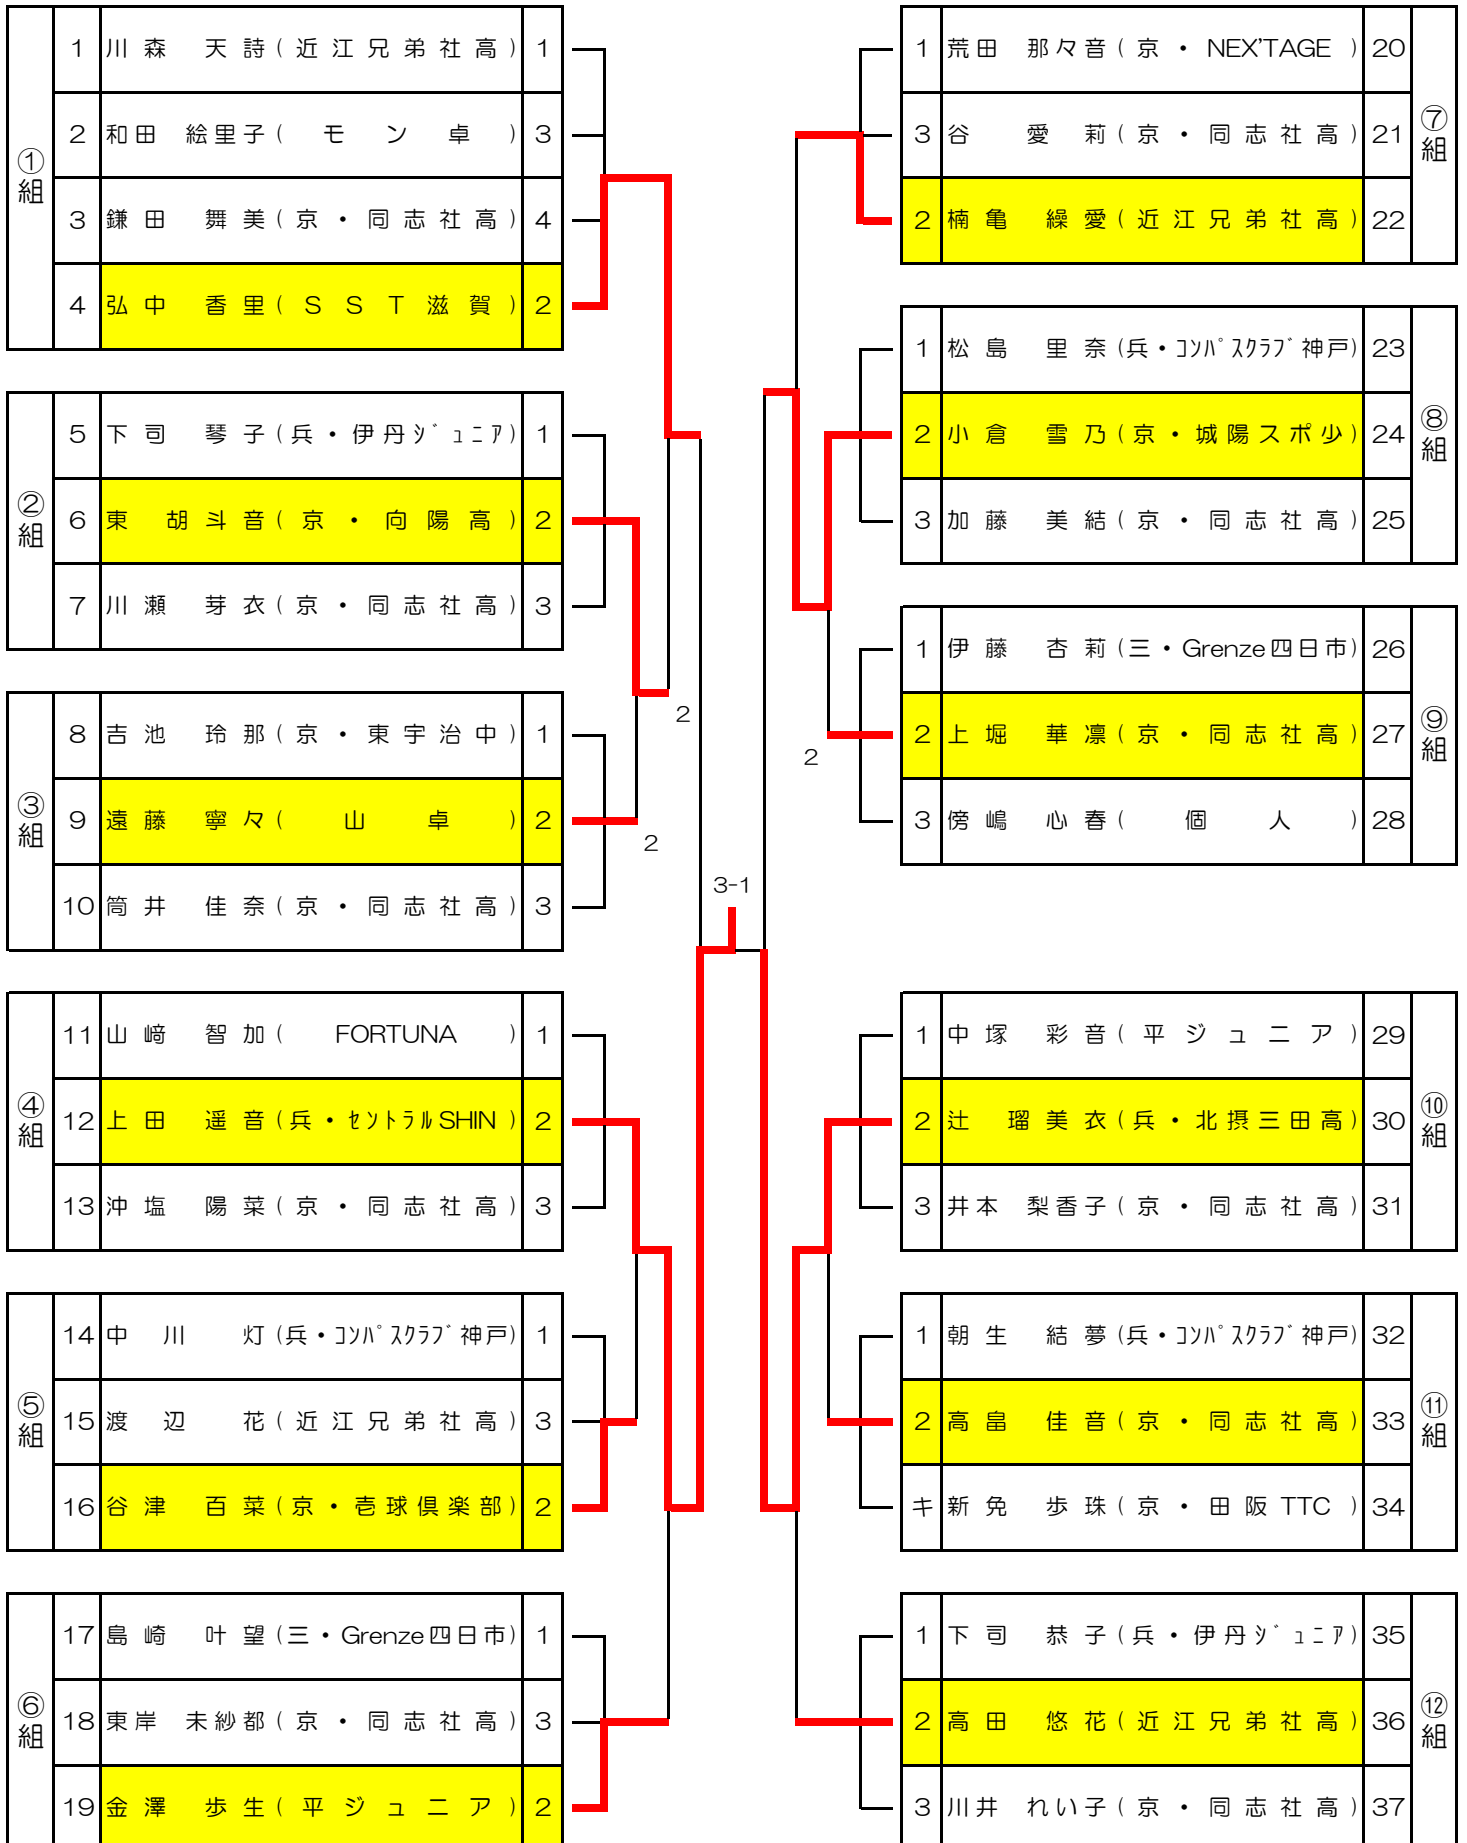 ①組
1 川森 天詩(近江兄弟社高) 1
2 和田 絵里子(モン卓) 3
3 鎌田 舞美(京・同志社高) 4
4 弘中 香里(SST滋賀) 2
②組
5 下司 琴子(兵・伊丹ｼﾞｭﾆｱ) 1
6 東 胡斗音(京・向陽高) 2
7 川瀬 芽衣(京・同志社高) 3
③組
8 吉池 玲那(京・東宇治中) 1
9 遠藤 寧々(山卓) 2
10 筒井 佳奈(京・同志社高) 3
④組
11 山﨑 智加(FORTUNA) 1
12 上田 遥音(兵・ｾﾝﾄﾗﾙSHIN) 2
13 沖塩 陽菜(京・同志社高) 3
⑤組
14 中川 灯(兵・ｺﾝﾊﾟｽｸﾗﾌﾞ神戸) 1
15 渡辺 花(近江兄弟社高) 3
16 谷津 百菜(京・壱球倶楽部) 2
⑥組
17 島崎 叶望(三・Grenze四日市) 1
18 東岸 未紗都(京・同志社高) 3
19 金澤 歩生(平ジュニア) 2
2
2
3-1
2
1 荒田 那々音(京・NEX'TAGE) 20
3 谷 愛莉(京・同志社高) 21
2 楠亀 繰愛(近江兄弟社高) 22
⑦組
1 松島 里奈(兵・ｺﾝﾊﾟｽｸﾗﾌﾞ神戸) 23
2 小倉 雪乃(京・城陽スポ少) 24
3 加藤 美結(京・同志社高) 25
⑧組
1 伊藤 杏莉(三・Grenze四日市) 26
2 上堀 華凛(京・同志社高) 27
3 傍嶋 心春(個人) 28
⑨組
1 中塚 彩音(平ジュニア) 29
2 辻 瑠美衣(兵・北摂三田高) 30
3 井本 梨香子(京・同志社高) 31
⑩組
1 朝生 結夢(兵・ｺﾝﾊﾟｽｸﾗﾌﾞ神戸) 32
2 高畠 佳音(京・同志社高) 33
キ 新免 歩珠(京・田阪TTC) 34
⑪組
1 下司 恭子(兵・伊丹ｼﾞｭﾆｱ) 35
2 高田 悠花(近江兄弟社高) 36
3 川井 れい子(京・同志社高) 37
⑫組